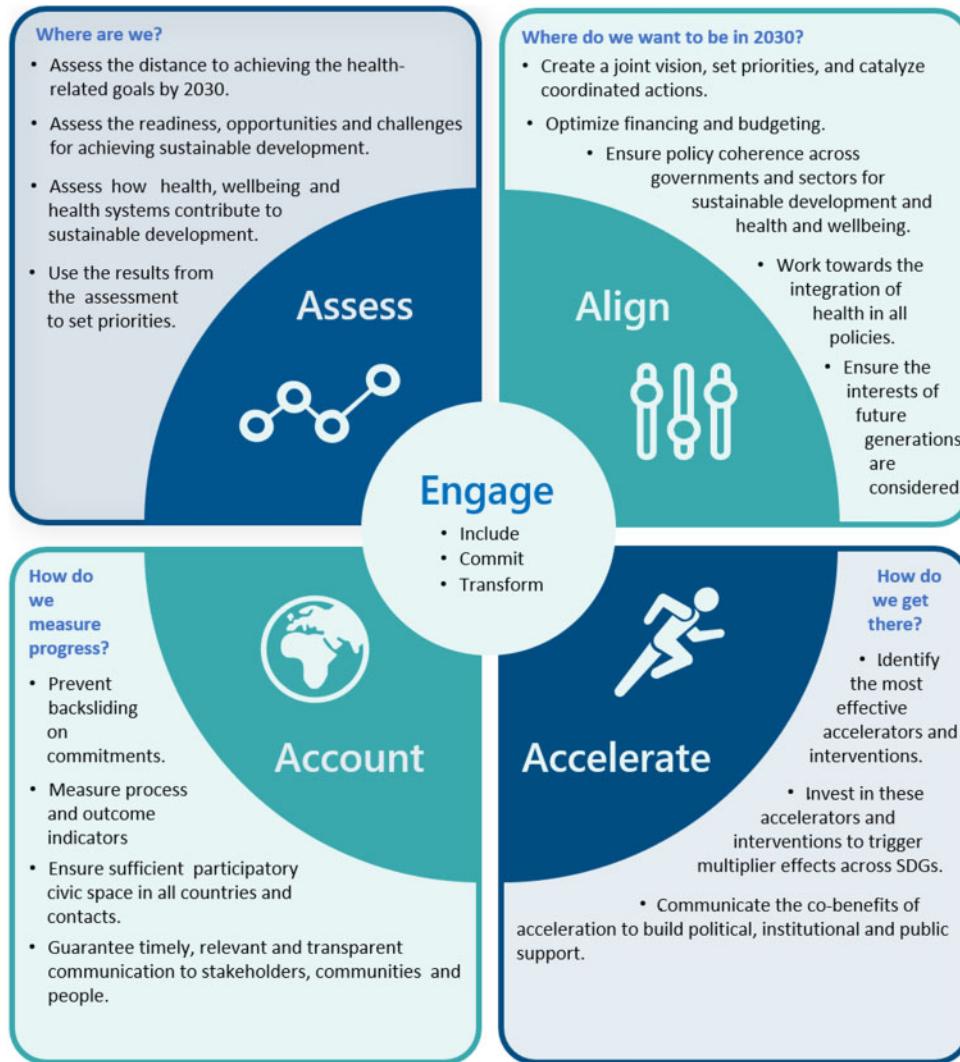 Where are we?
• Assess the distance to achieving the health-
related goals by 2030.
• Assess the readiness, opportunities and challenges
for achieving sustainable development.
• Assess how health, wellbeing and
health systems contribute to
sustainable development.
• Use the results from
the assessment
to set priorities.
Assess
Where do we want to be in 2030?
• Create a joint vision, set priorities, and catalyze
coordinated actions.
• Optimize financing and budgeting.
• Ensure policy coherence across
governments and sectors for
sustainable development and
health and wellbeing.
• Work towards the
integration of
health in all
policies.
• Ensure the
interests of
future
generations
are
considered
Align
Engage
• Include
• Commit
• Transform
How do
we
measure
progress?
• Prevent
backsliding
on
commitments.
• Measure process
and outcome
indicators
• Ensure sufficient participatory
civic space in all countries and
contacts.
• Guarantee timely, relevant and transparent
communication to stakeholders, communities and
people.
Account
How do
we get
there?
• Identify
the most
effective
accelerators and
interventions.
• Invest in these
accelerators and
interventions to trigger
multiplier effects across SDGs.
• Communicate the co-benefits of
acceleration to build political, institutional and public
support.
Accelerate